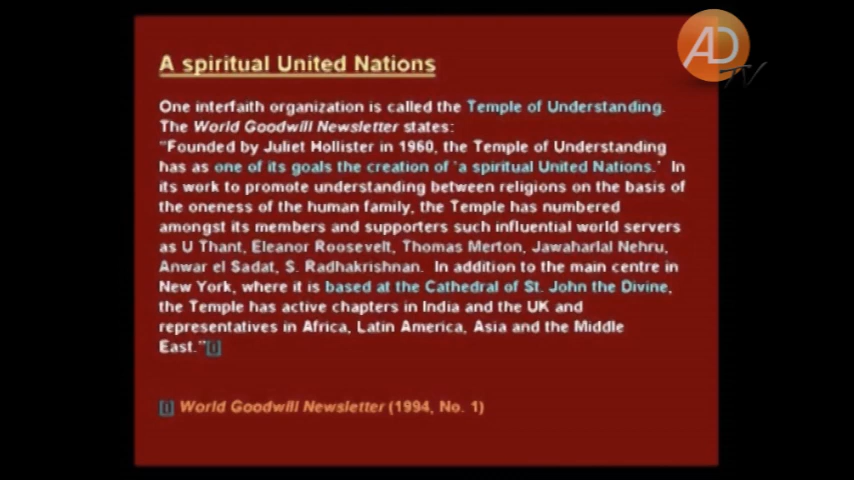 AD
TV
A spiritual United Nations
One interfaith organization is called the Temple of Understanding.
The World Goodwill Newsletter states:
"Founded by Juliet Hollister in 1960, the Temple of Understanding
has as one of its goals the creation of 'a spiritual United Nations.' In
its work to promote understanding between religions on the basis of
the oneness of the human family, the Temple has numbered
amongst its members and supporters such influential world servers
as U Thant, Eleanor Roosevelt, Thomas Merton, Jawaharlal Nehru,
Anwar el Sadat, S. Radhakrishnan. In addition to the main centre in
New York, where it is based at the Cathedral of St. John the Divine,
the Temple has active chapters in India and the UK and
representatives in Africa, Latin America, Asia and the Middle
East."[i]
[i] World Goodwill Newsletter (1994, No. 1)